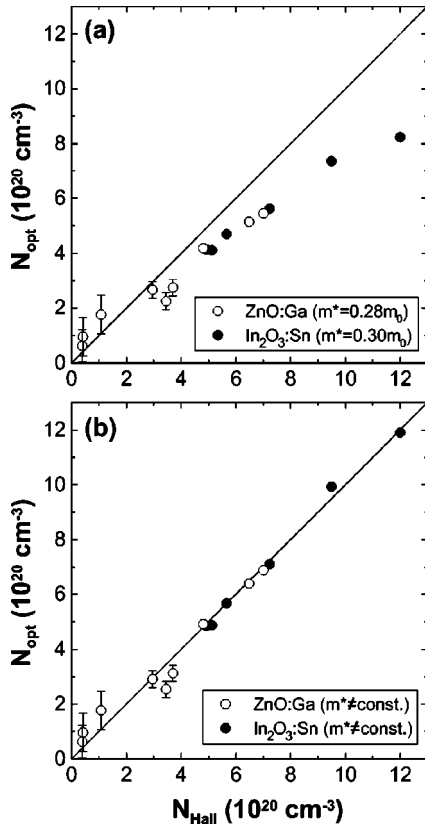 (a)
12
10
8
6
4
2
0
N_opt (10^20 cm^-3)
ZnO:Ga (m*=0.28m_0)
In_2O_3:Sn (m*=0.30m_0)
0 2 4 6 8 10 12
(b)
12
10
8
6
4
2
0
N_opt (10^20 cm^-3)
ZnO:Ga (m*≠const.)
In_2O_3:Sn (m*≠const.)
0 2 4 6 8 10 12
N_Hall (10^20 cm^-3)